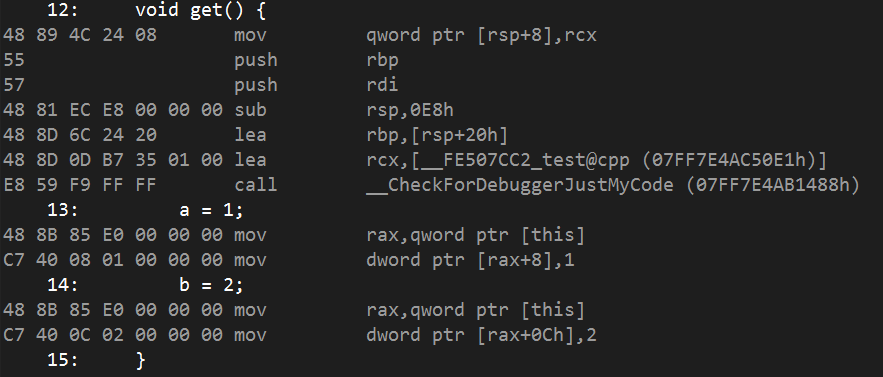 12: void get() {
48 89 4C 24 08 mov qword ptr [rsp+8],rcx
55 push rbp
57 push rdi
48 81 EC E8 00 00 00 sub rsp,0E8h
48 8D 6C 24 20 lea rbp,[rsp+20h]
48 8D 0D B7 35 01 00 lea rcx,[__FE507CC2_test@cpp (07FF7E4AC50E1h)]
E8 59 F9 FF FF call __CheckForDebuggerJustMyCode (07FF7E4AB1488h)
13: a = 1;
48 8B 85 E0 00 00 00 mov rax,qword ptr [this]
C7 40 08 01 00 00 00 mov dword ptr [rax+8],1
14: b = 2;
48 8B 85 E0 00 00 00 mov rax,qword ptr [this]
C7 40 0C 02 00 00 00 mov dword ptr [rax+0Ch],2
15: }